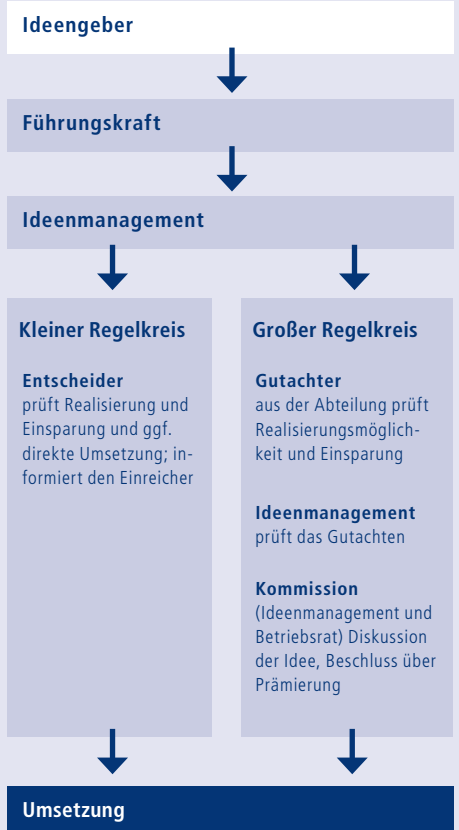 Ideengeber
Führungskraft
Ideenmanagement
Kleiner Regelkreis
Entscheider
prüft Realisierung und
Einsparung und ggf.
direkte Umsetzung; in-
formiert den Einreicher
Großer Regelkreis
Gutachter
aus der Abteilung prüft
Realisierungsmöglich-
keit und Einsparung
Ideenmanagement
prüft das Gutachten
Kommission
(Ideenmanagement und
Betriebsrat) Diskussion
der Idee, Beschluss über
Prämierung
Umsetzung